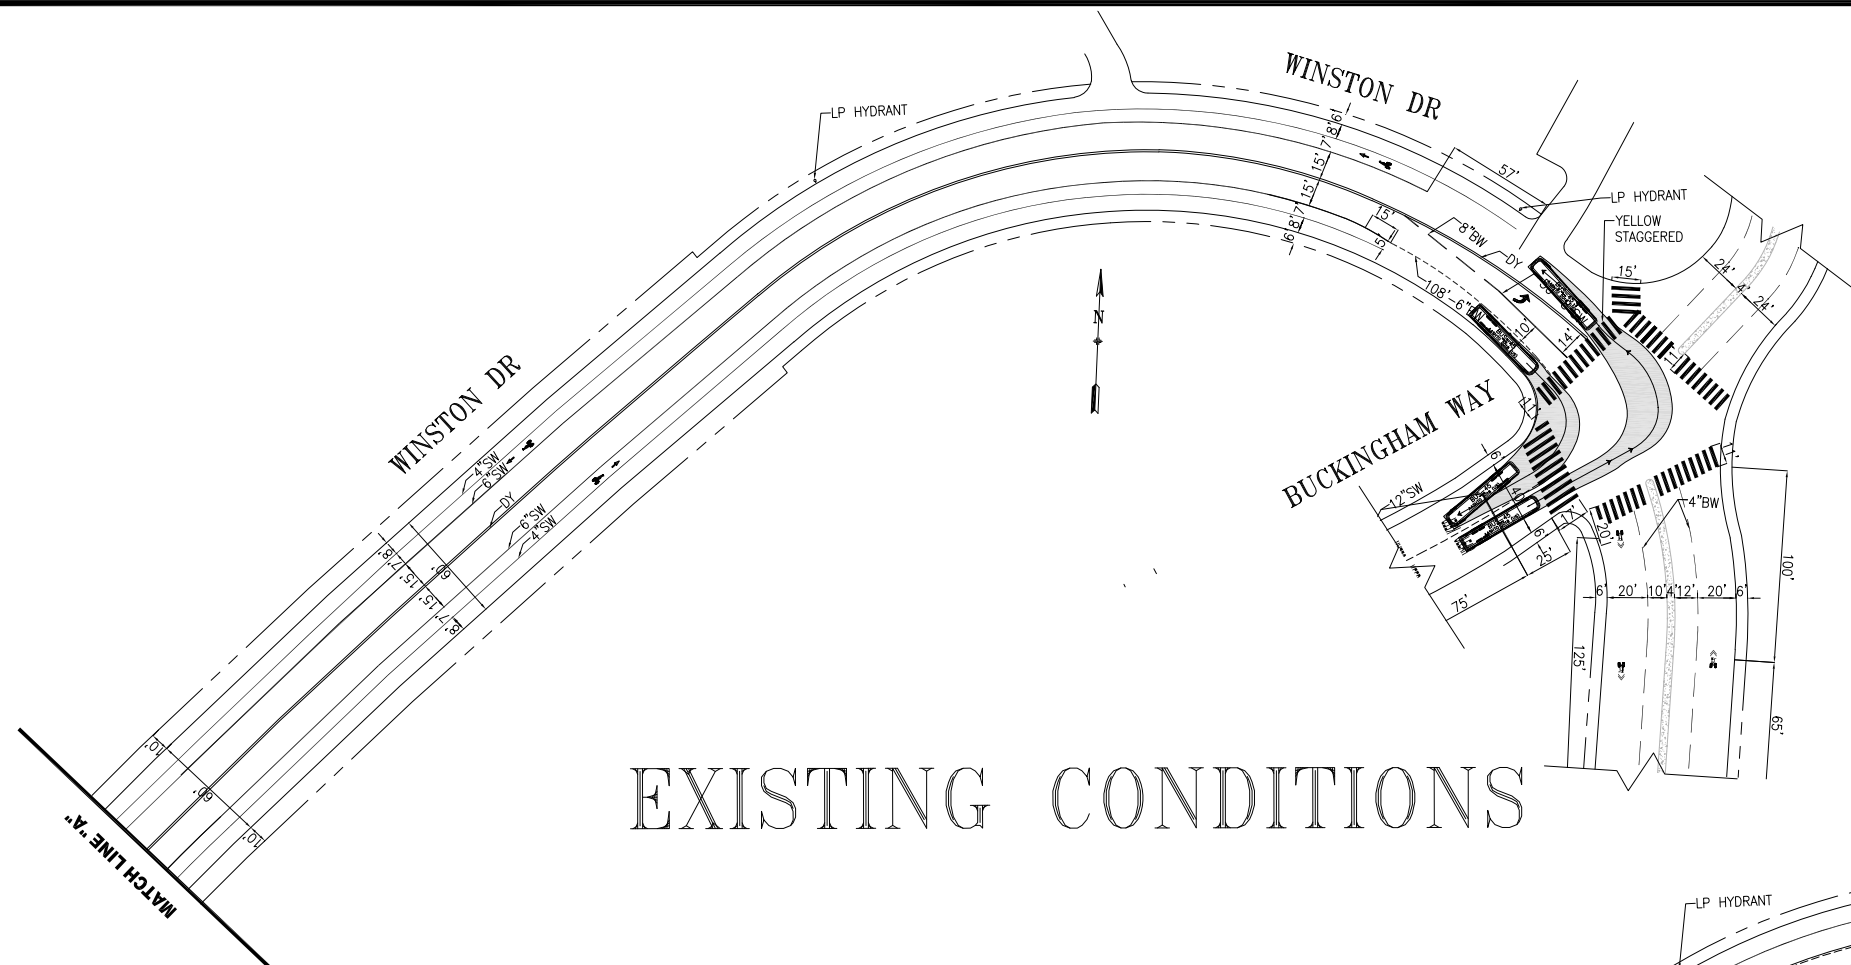 WINSTON DR
LP HYDRANT
6'
8'
7'
15'
15'
7'
8'
6'
57'
LP HYDRANT
YELLOW
STAGGERED
15'
5'
8"BW
DY
15'
24'
4'
24'
N
108'
10'
14'
11'
11'
WINSTON DR
BUCKINGHAM WAY
4"SW
6"SW
DY
6"SW
4"SW
12"SW
6'
6'
17'
25'
75'
20'
11'
4"BW
100'
6'
20'
10'
4'
12'
20'
6'
125'
65'
8'
7'
15'
15'
7'
8'
60'
10'
60'
10'
EXISTING CONDITIONS
MATCH LINE "A"
LP HYDRANT